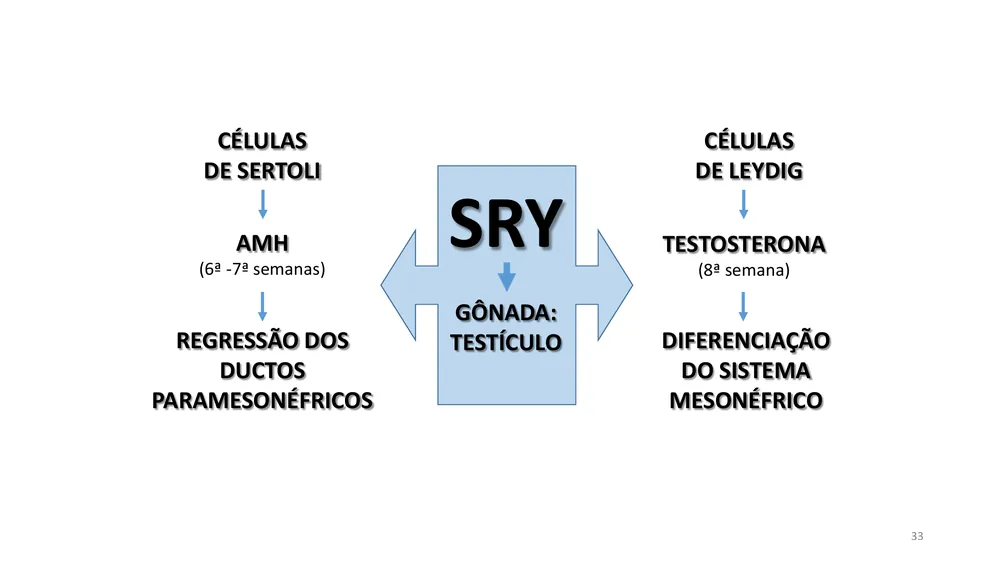 CÉLULAS
DE SERTOLI
AMH
(6ª -7ª semanas)
REGRESSÃO DOS
DUCTOS
PARAMESONÉFRICOS
SRY
GÔNADA:
TESTÍCULO
CÉLULAS
DE LEYDIG
TESTOSTERONA
(8ª semana)
DIFERENCIAÇÃO
DO SISTEMA
MESONÉFRICO
33